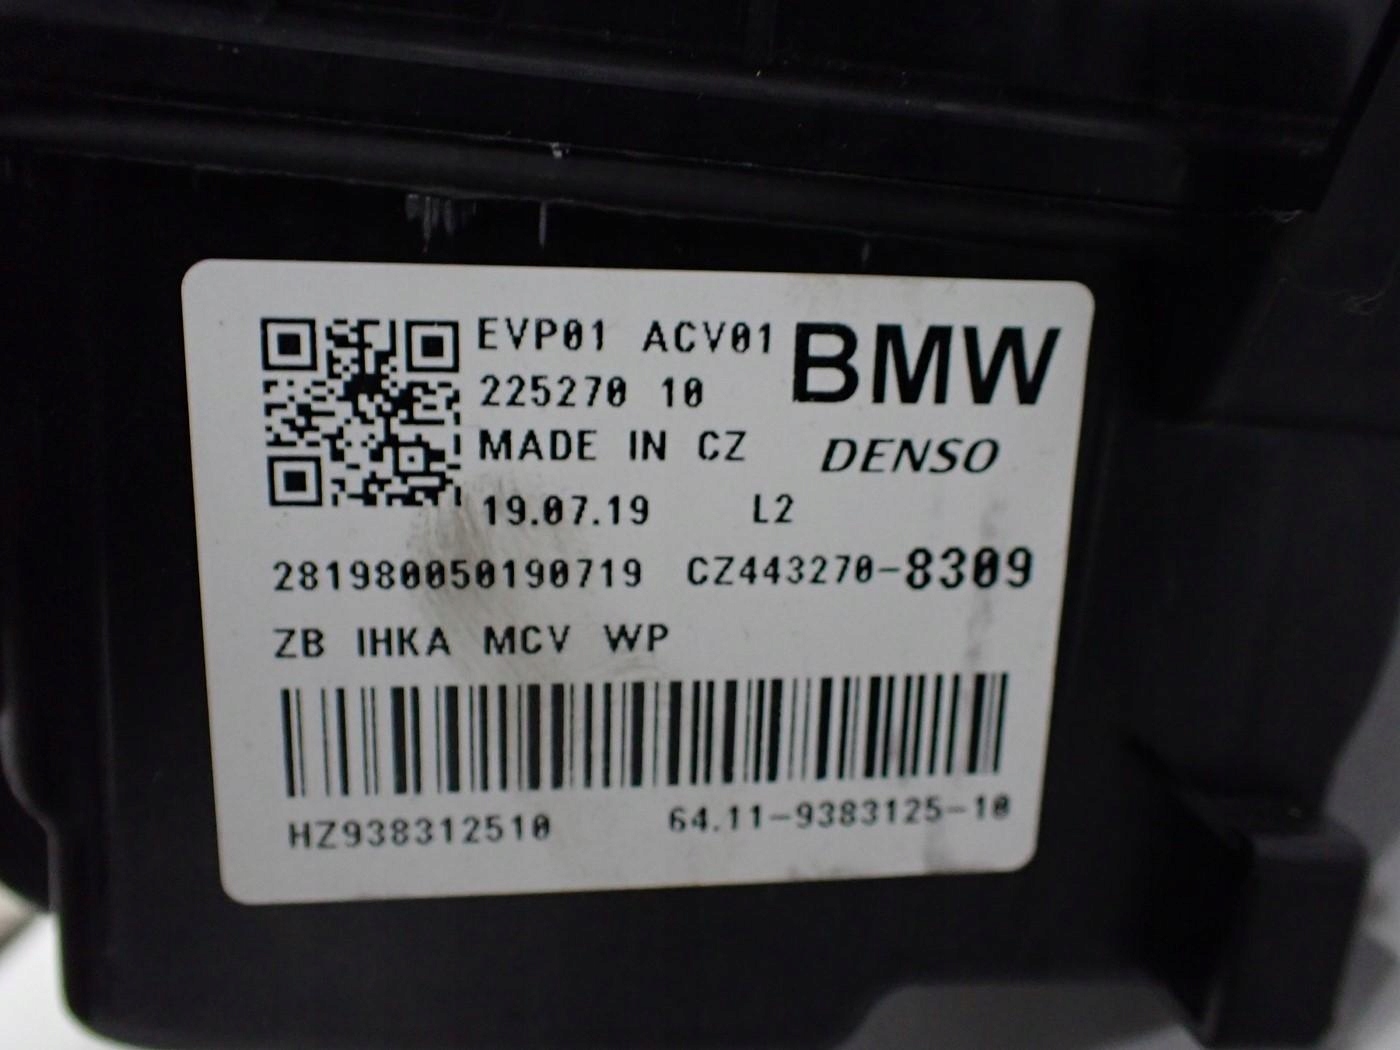 EVP01 ACV01 BMW
225270 10
MADE IN CZ DENSO
19.07.19 L2
281980050190719 CZ443270-8309
ZB IHKA MCV WP
HZ938312510 64.11-9383125-10